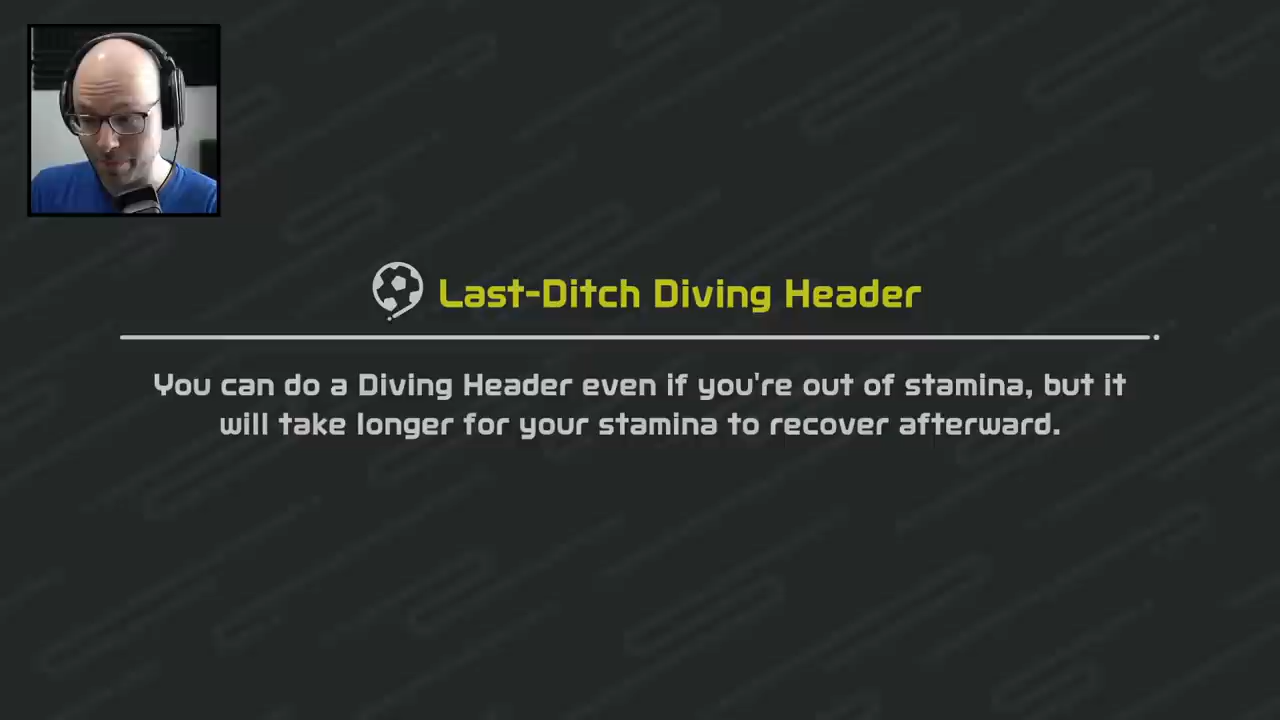 Last-Ditch Diving Header
You can do a Diving Header even if you're out of stamina, but it
will take longer for your stamina to recover afterward.